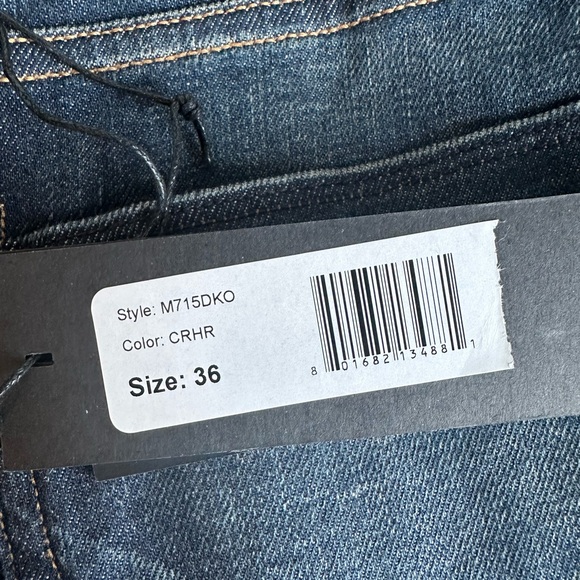 Style: M715DKO
Color: CRHR
Size: 36
8 01682 13488 1